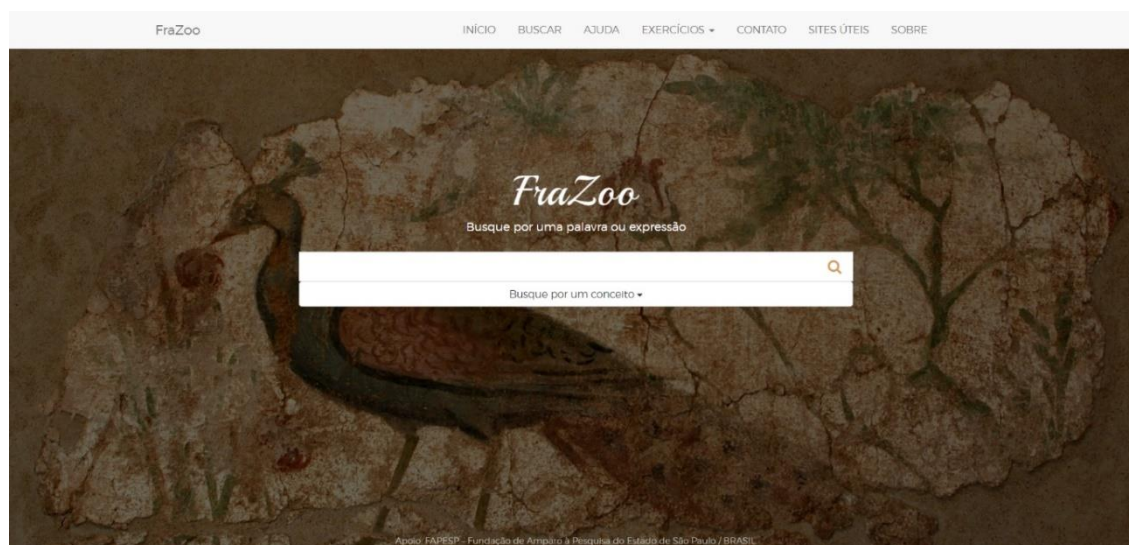 FraZoo INÍCIO BUSCAR AJUDA EXERCÍCIOS CONTATO SITES ÚTEIS SOBRE
FraZoo
Busque por uma palavra ou expressão
Busque por um conceito
Apoio: FAPESP - Fundação de Amparo à Pesquisa do Estado de São Paulo / BRASIL